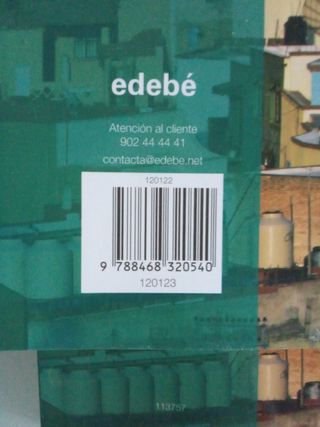 edebé
Atención al cliente
902 44 44 41
contacta@edebe.net
120122
9 788468 320540
120123
113757